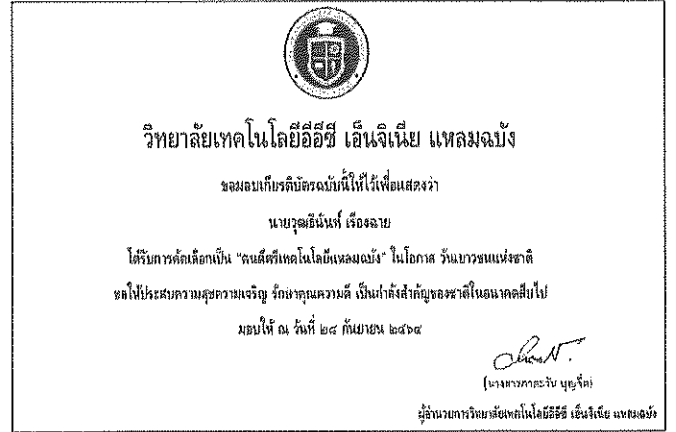 วิทยาลัยเทคโนโลยีอีอีซี เอ็นจิเนีย แหลมฉบัง
ขอมอบเกียรติบัตรฉบับนี้ให้ไว้เพื่อแสดงว่า
นายวุฒธินันท์ เรืองฉาย
ได้รับการคัดเลือกเป็น "คนดีศรีเทคโนโลยีแหลมฉบัง" ในโอกาส วันเยาวชนแห่งชาติ
ขอให้ประสบความสุขความเจริญ รักษาคุณความดี เป็นกำลังสำคัญของชาติในอนาคตสืบไป
มอบให้ ณ วันที่ ๒๘ กันยายน ๒๕๖๔
บุญจิต)
ผู้อำนวยการวิทยาลัยเทคโนโลยีอีอีซี เอ็นจิเนีย แหลมฉบัง